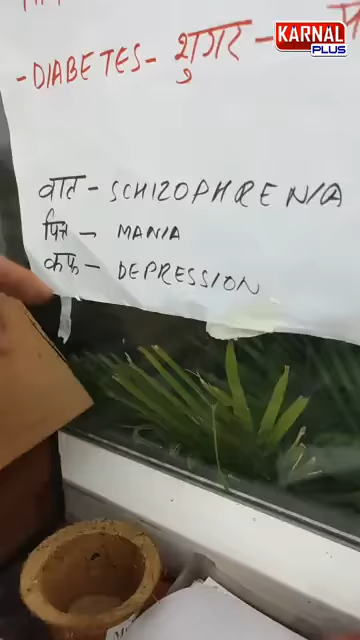 KARNAL
PLUS
-DIABETES- शुगर -
वात - SCHIZOPHRENIA
पित्त - MANIA
कफ - DEPRESSION